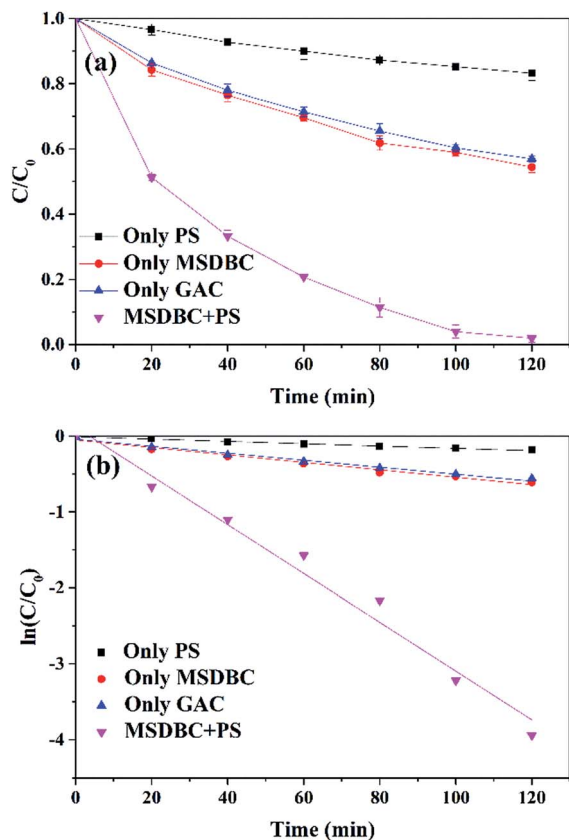 1.0
0.8
0.6
0.4
0.2
0.0
C/C₀
(a)
Only PS
Only MSDBC
Only GAC
MSDBC+PS
0 20 40 60 80 100 120
Time (min)
0
-1
-2
-3
-4
ln(C/C₀)
(b)
Only PS
Only MSDBC
Only GAC
MSDBC+PS
0 20 40 60 80 100 120
Time (min)